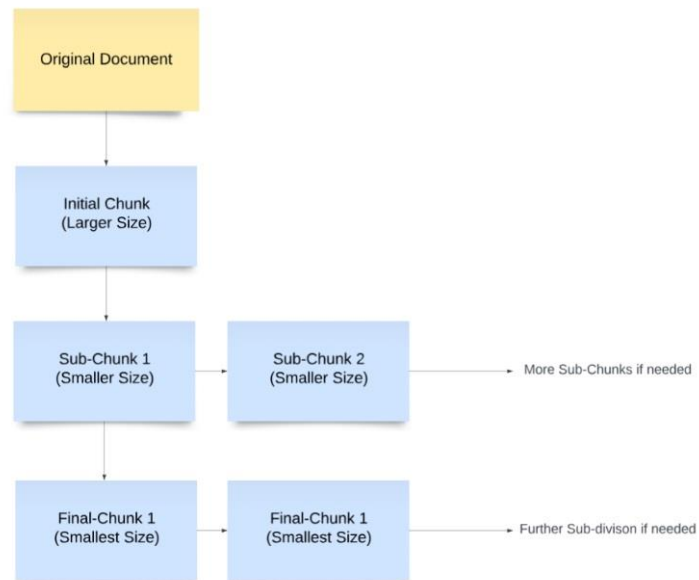 Original Document
Initial Chunk
(Larger Size)
Sub-Chunk 1
(Smaller Size)
Sub-Chunk 2
(Smaller Size)
More Sub-Chunks if needed
Final-Chunk 1
(Smallest Size)
Final-Chunk 1
(Smallest Size)
Further Sub-divison if needed